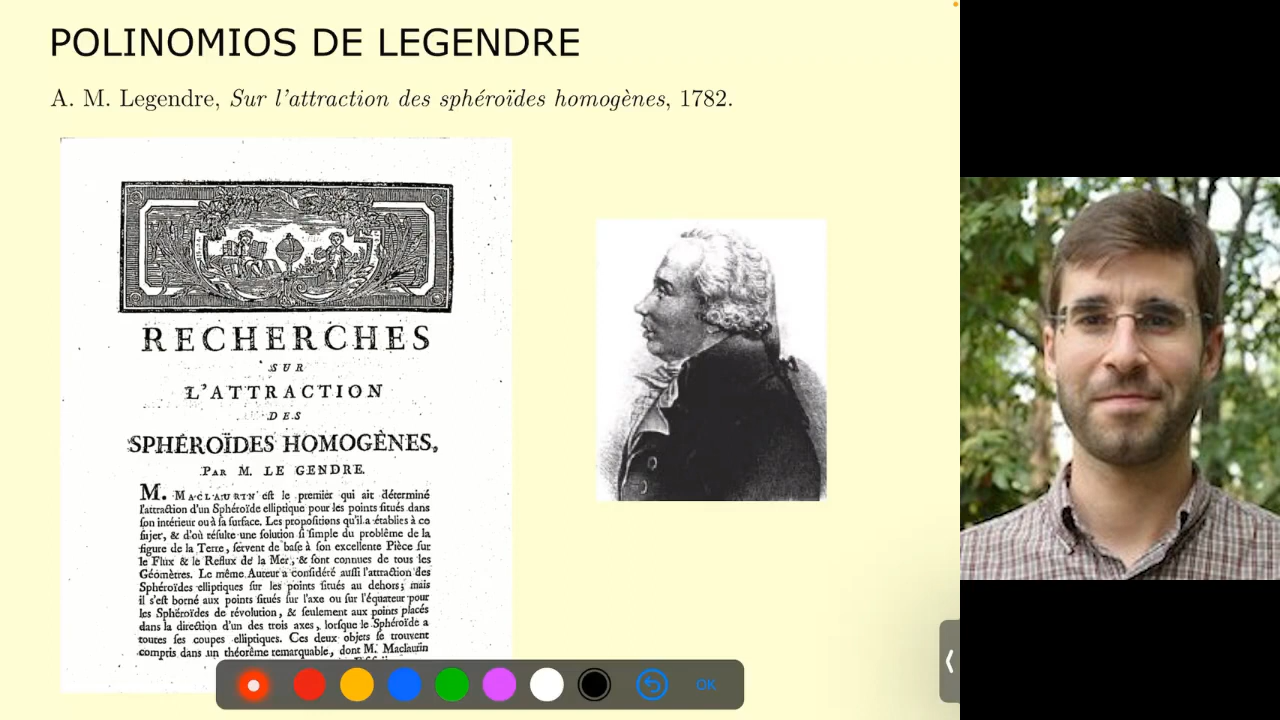 POLINOMIOS DE LEGENDRE
A. M. Legendre, Sur l'attraction des sphéroïdes homogènes, 1782.
RECHERCHES
SUR
L'ATTRACTION
DES
SPHÉROÏDES HOMOGÈNES,
PAR M. LE GENDRE.
M. MACLAURIN eſt le premier qui ait déterminé
l'attraction d'un Sphéroïde elliptique pour les points ſitués dans
ſon intérieur ou à ſa ſurface. Les propoſitions qu'il a établies à ce
ſujet, & d'où réſulte une ſolution ſi ſimple du problème de la
figure de la Terre, ſervent de baſe à ſon excellente Pièce ſur
le Flux & le Reflux de la Mer, & ſont connues de tous les
Géomètres. Le même Auteur a conſidéré auſſi l'attraction des
Sphéroïdes elliptiques ſur les points ſitués au dehors; mais
il s'eſt borné aux points ſitués ſur l'axe ou ſur l'équateur pour
les Sphéroïdes de révolution, & ſeulement aux points placés
dans la direction d'un des trois axes, lorſque le Sphéroïde a
toutes ſes coupes elliptiques. Ces deux objets ſe trouvent
compris dans un théorème remarquable, dont M. Maclaurin
OK